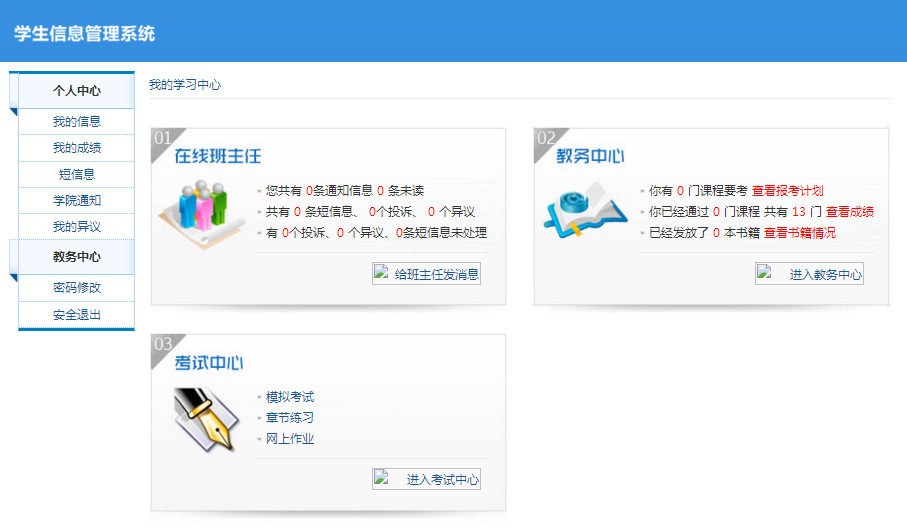 学生信息管理系统
个人中心
我的信息
我的成绩
短信息
学院通知
我的异议
教务中心
密码修改
安全退出
我的学习中心
01
在线班主任
您共有 0条通知信息 0 条未读
共有 0 条短信息、 0个投诉、 0 个异议
有 0个投诉、0 个异议、0条短信息未处理
给班主任发消息
02
教务中心
你有 0 门课程要考 查看报考计划
你已经通过 0 门课程 共有 13 门 查看成绩
已经发放了 0 本书籍 查看书籍情况
进入教务中心
03
考试中心
模拟考试
章节练习
网上作业
进入考试中心